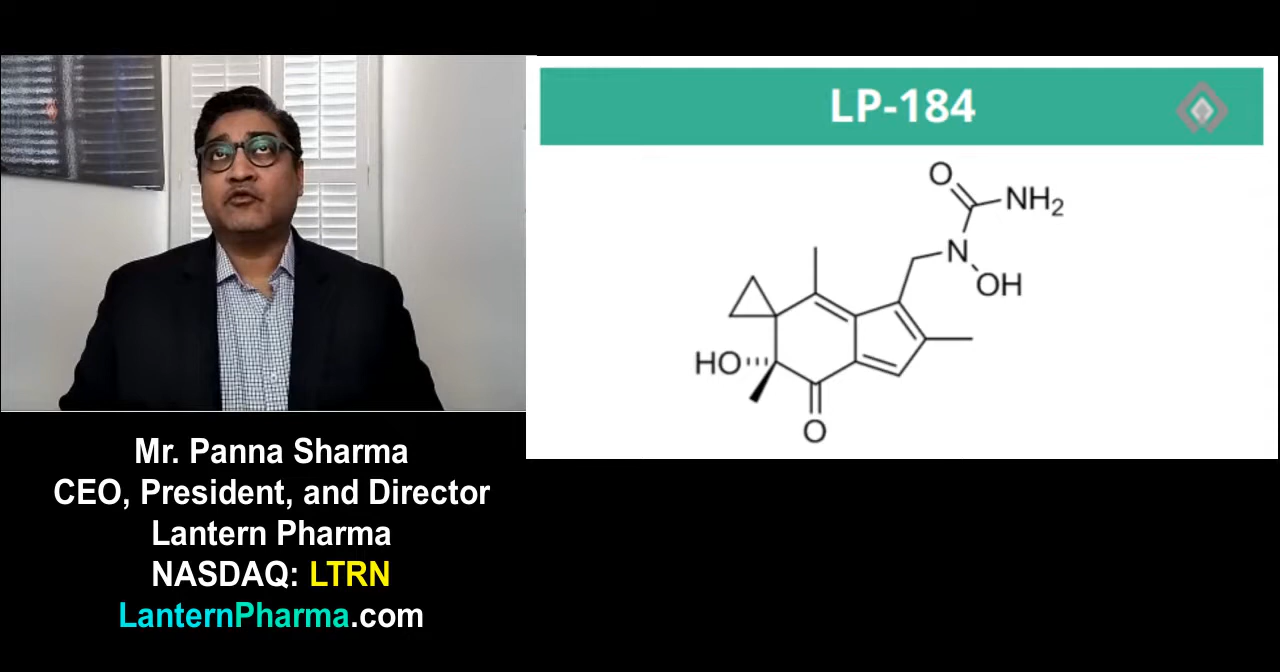 LP-184
O
NH₂
N
OH
HO
O
Mr. Panna Sharma
CEO, President, and Director
Lantern Pharma
NASDAQ: LTRN
LanternPharma.com